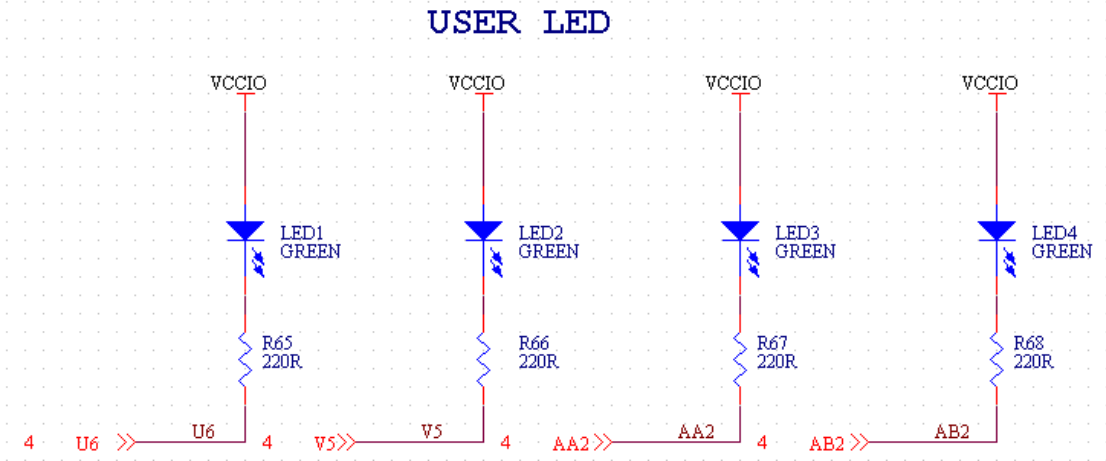 USER LED
VCCIO VCCIO VCCIO VCCIO
LED1 LED2 LED3 LED4
GREEN GREEN GREEN GREEN
R65 R66 R67 R68
220R 220R 220R 220R
4 U6 U6 4 V5 V5 4 AA2 AA2 4 AB2 AB2